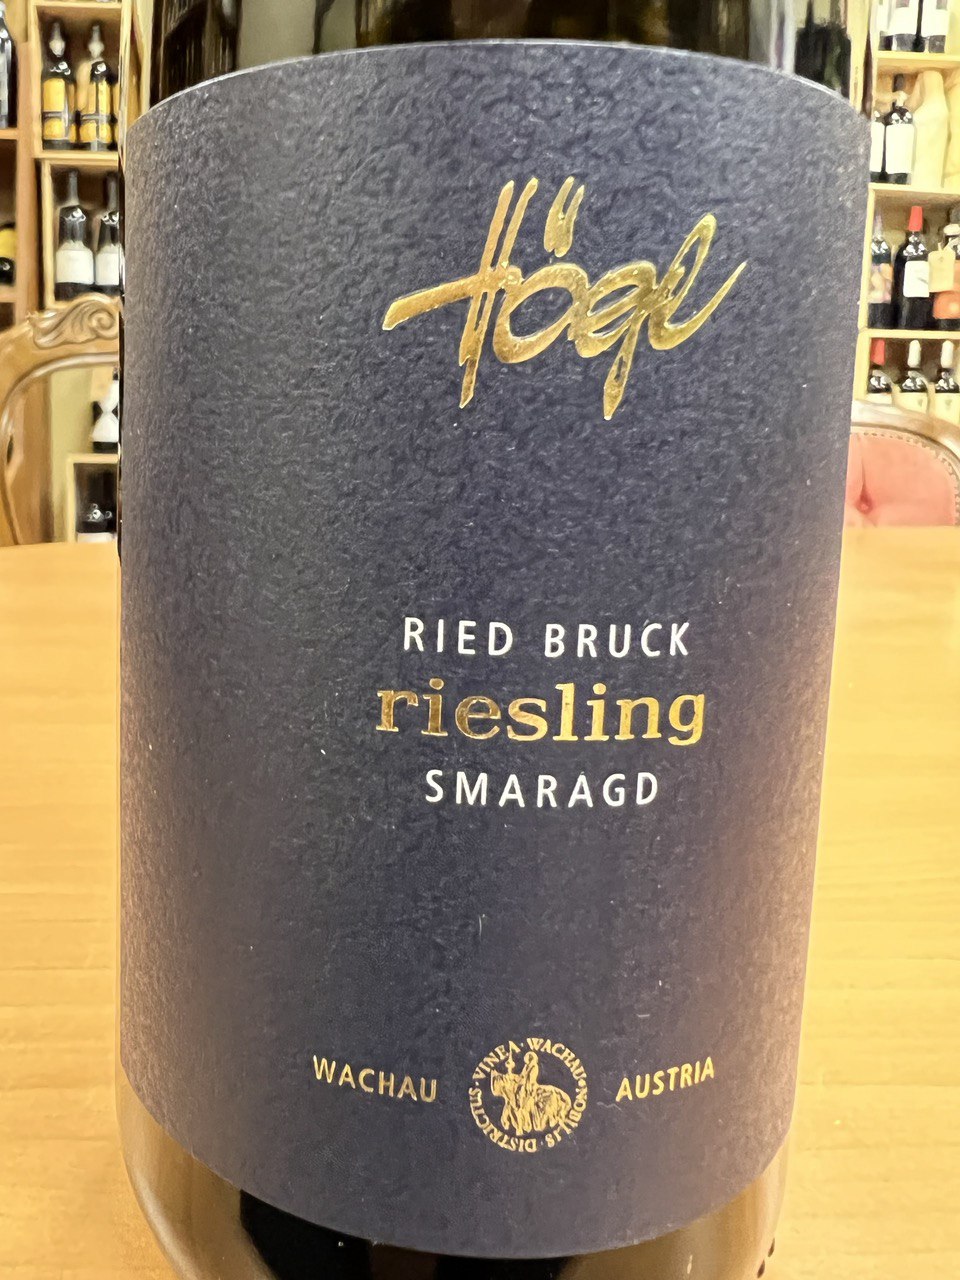 Högl
RIED BRUCK
riesling
SMARAGD
WACHAU
VINEA · WACHAU · NOBILIS · DISTRICTUS ·
AUSTRIA